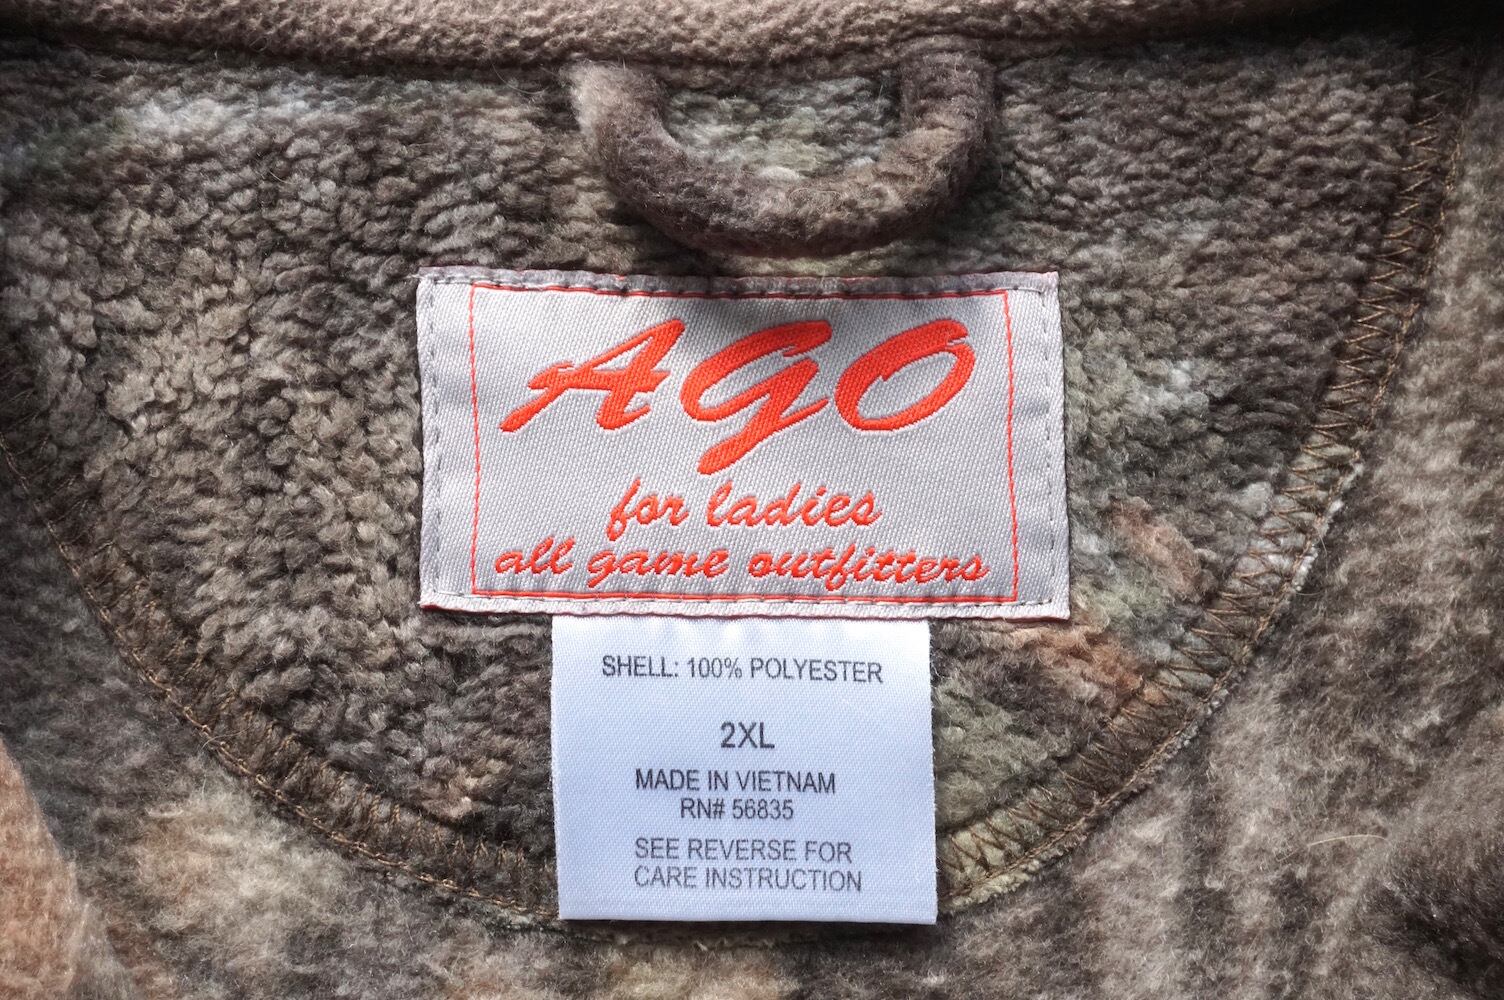 AGO
for ladies
all game outfitters
SHELL: 100% POLYESTER
2XL
MADE IN VIETNAM
RN# 56835
SEE REVERSE FOR
CARE INSTRUCTION